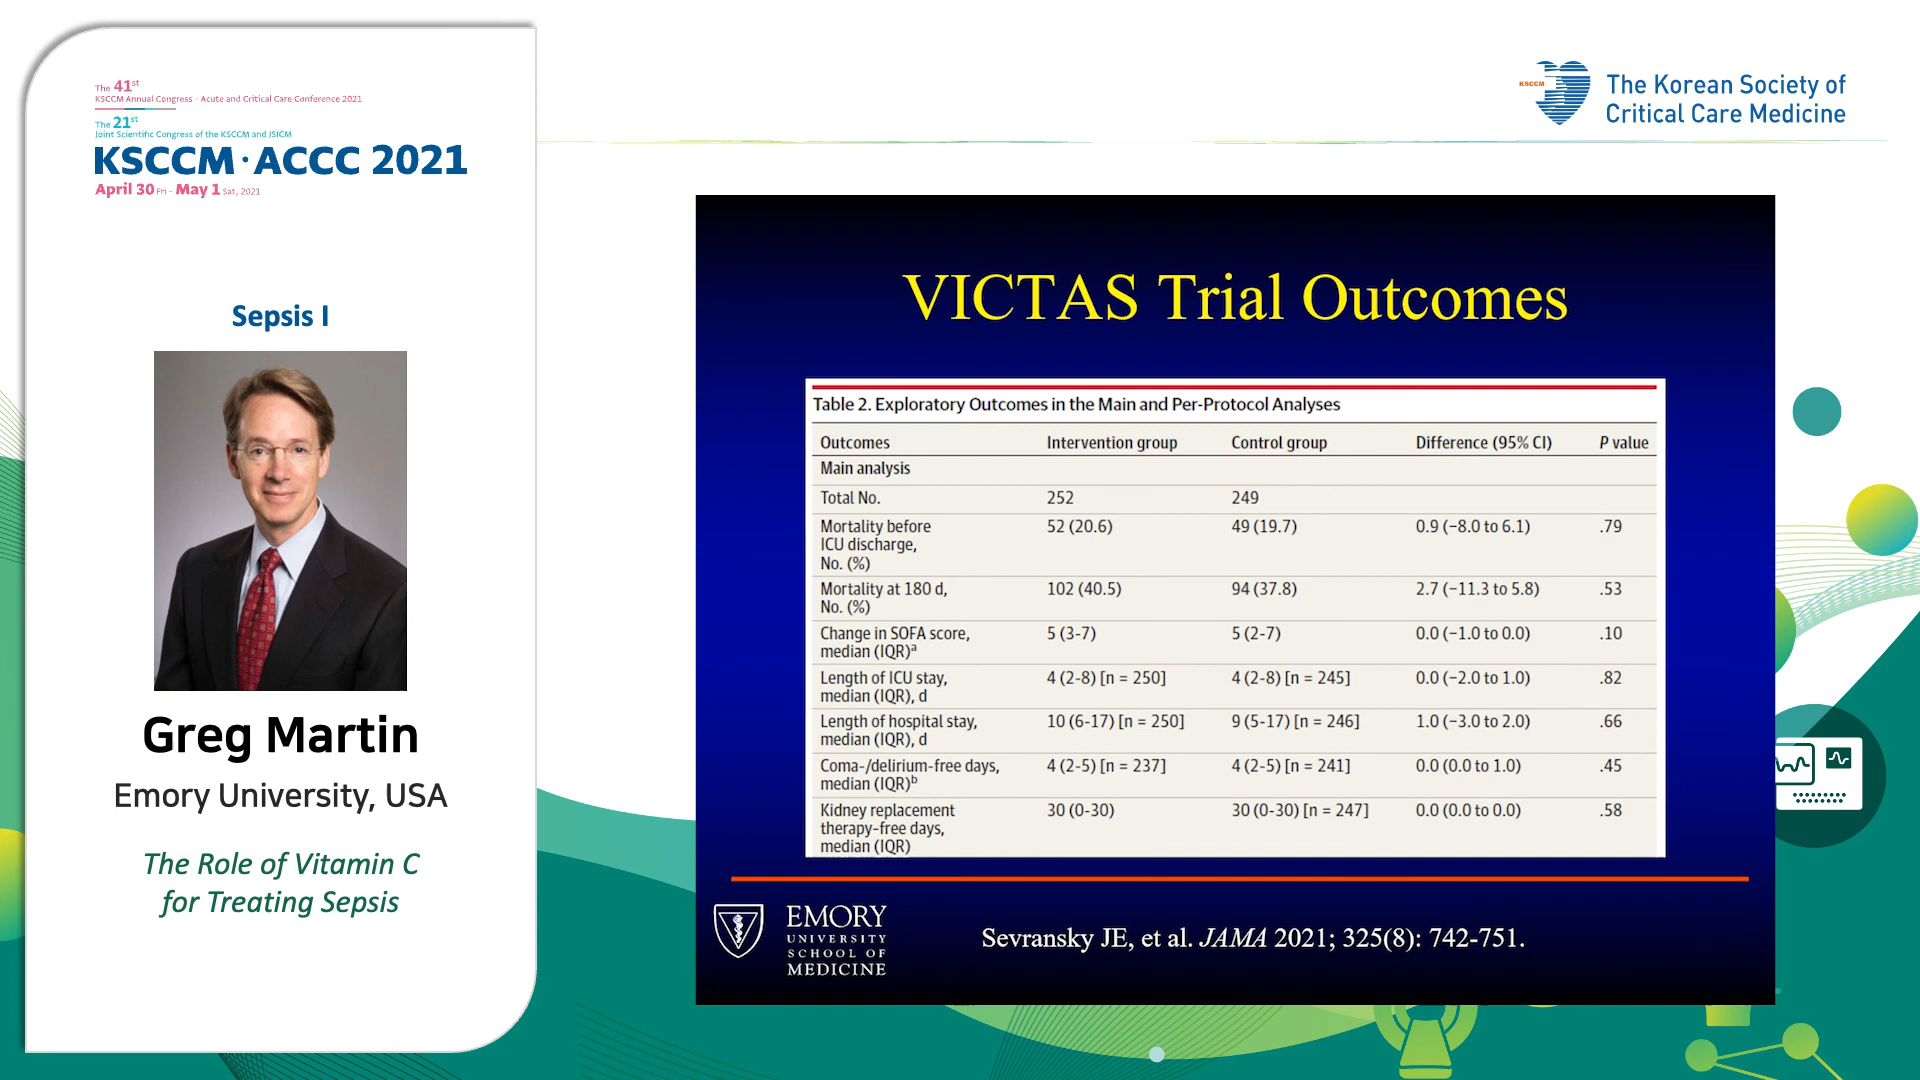 The 41st
KSCCM Annual Congress - Acute and Critical Care Conference 2021
The 21st
Joint Scientific Congress of the KSCCM and JSICM
KSCCM·ACCC 2021
April 30 Fri - May 1 Sat, 2021
Sepsis I
Greg Martin
Emory University, USA
The Role of Vitamin C
for Treating Sepsis
KSCCM
The Korean Society of
Critical Care Medicine
VICTAS Trial Outcomes
Table 2. Exploratory Outcomes in the Main and Per-Protocol Analyses
Outcomes Intervention group Control group Difference (95% CI) P value
Main analysis
Total No. 252 249
Mortality before 52 (20.6) 49 (19.7) 0.9 (−8.0 to 6.1) .79
ICU discharge,
No. (%)
Mortality at 180 d, 102 (40.5) 94 (37.8) 2.7 (−11.3 to 5.8) .53
No. (%)
Change in SOFA score, 5 (3-7) 5 (2-7) 0.0 (−1.0 to 0.0) .10
median (IQR)a
Length of ICU stay, 4 (2-8) [n = 250] 4 (2-8) [n = 245] 0.0 (−2.0 to 1.0) .82
median (IQR), d
Length of hospital stay, 10 (6-17) [n = 250] 9 (5-17) [n = 246] 1.0 (−3.0 to 2.0) .66
median (IQR), d
Coma-/delirium-free days, 4 (2-5) [n = 237] 4 (2-5) [n = 241] 0.0 (0.0 to 1.0) .45
median (IQR)b
Kidney replacement 30 (0-30) 30 (0-30) [n = 247] 0.0 (0.0 to 0.0) .58
therapy-free days,
median (IQR)
EMORY
UNIVERSITY
SCHOOL OF
MEDICINE
Sevransky JE, et al. JAMA 2021; 325(8): 742-751.